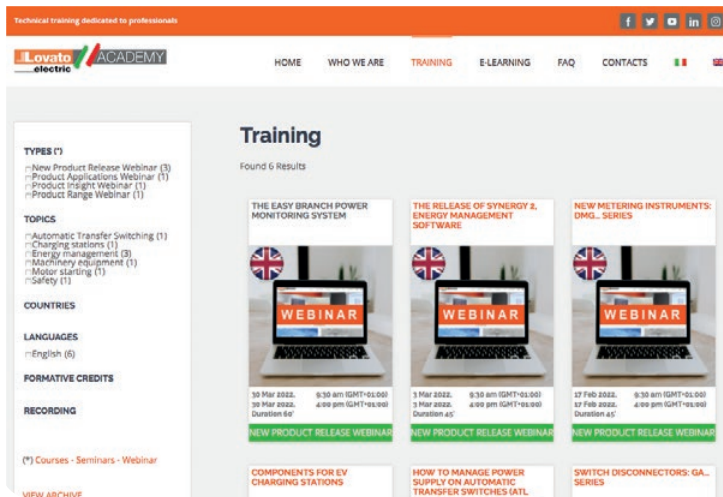 Technical training dedicated to professionals
Lovato electric ACADEMY
HOME WHO WE ARE TRAINING E-LEARNING FAQ CONTACTS
TYPES (*)
New Product Release Webinar (3)
Product Applications Webinar (1)
Product Insight Webinar (1)
Product Range Webinar (1)
TOPICS
Automatic Transfer Switching (1)
Charging stations (1)
Energy management (3)
Machinery equipment (1)
Motor starting (1)
Safety (1)
COUNTRIES
LANGUAGES
English (6)
FORMATIVE CREDITS
RECORDING
(*) Courses - Seminars - Webinar
VIEW ARCHIVE
Training
Found 6 Results
THE EASY BRANCH POWER
MONITORING SYSTEM
WEBINAR
30 Mar 2022, 9:30 am (GMT+01:00)
30 Mar 2022, 4:00 pm (GMT+01:00)
Duration 60'
NEW PRODUCT RELEASE WEBINAR
THE RELEASE OF SYNERGY 2,
ENERGY MANAGEMENT
SOFTWARE
WEBINAR
3 Mar 2022, 9:30 am (GMT+01:00)
3 Mar 2022, 4:00 pm (GMT+01:00)
Duration 45'
NEW PRODUCT RELEASE WEBINAR
NEW METERING INSTRUMENTS:
DMG... SERIES
WEBINAR
17 Feb 2022, 9:30 am (GMT+01:00)
17 Feb 2022, 4:00 pm (GMT+01:00)
Duration 45'
NEW PRODUCT RELEASE WEBINAR
COMPONENTS FOR EV
CHARGING STATIONS
HOW TO MANAGE POWER
SUPPLY ON AUTOMATIC
TRANSFER SWITCHES (ATL
SWITCH DISCONNECTORS: GA...
SERIES